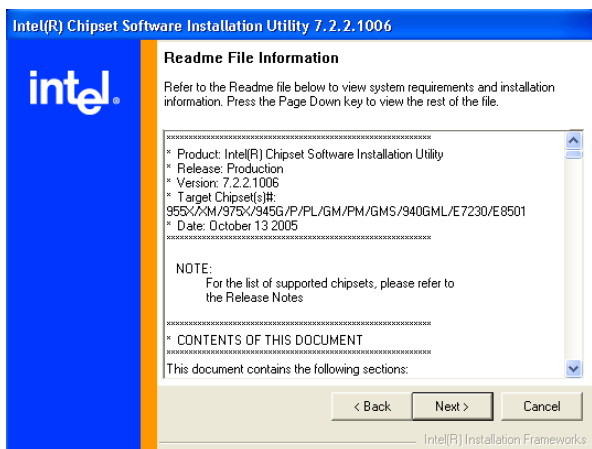 Intel(R) Chipset Software Installation Utility 7.2.2.1006
intel.
Readme File Information
Refer to the Readme file below to view system requirements and installation
information. Press the Page Down key to view the rest of the file.
********************************************************
* Product: Intel(R) Chipset Software Installation Utility
* Release: Production
* Version: 7.2.2.1006
* Target Chipset(s)#:
955X/XM/975X/945G/P/PL/GM/PM/GMS/940GML/E7230/E8501
* Date: October 13 2005
********************************************************
NOTE:
For the list of supported chipsets, please refer to
the Release Notes
********************************************************
* CONTENTS OF THIS DOCUMENT
********************************************************
This document contains the following sections:
< Back
Next >
Cancel
Intel(R) Installation Frameworks